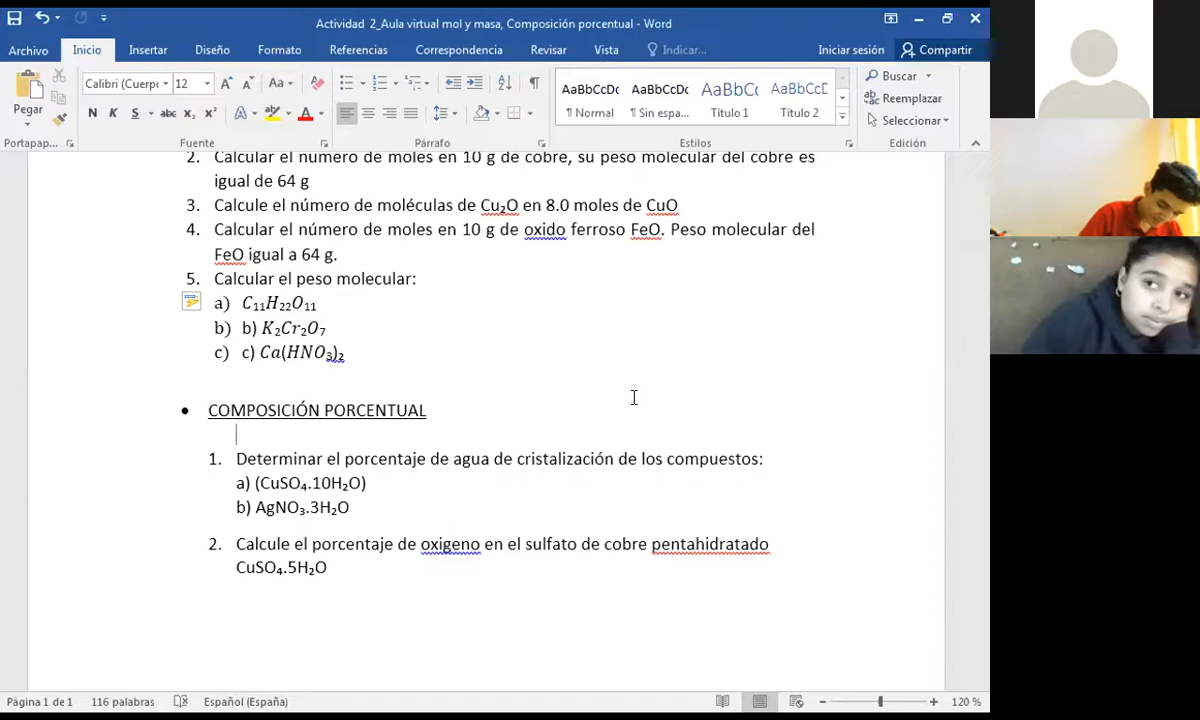 Actividad 2_Aula virtual mol y masa, Composición porcentual - Word
Archivo Inicio Insertar Diseño Formato Referencias Correspondencia Revisar Vista Indicar... Iniciar sesión Compartir
Pegar
Calibri (Cuerp 12
N K S abc x₂ x²
AaBbCcDc AaBbCcDc AaBbCc AaBbCcD
¶ Normal ¶ Sin espa... Título 1 Título 2
Buscar
Reemplazar
Seleccionar
Portapap... Fuente Párrafo Estilos Edición
2. Calcular el número de moles en 10 g de cobre, su peso molecular del cobre es
igual de 64 g
3. Calcule el número de moléculas de Cu₂O en 8.0 moles de CuO
4. Calcular el número de moles en 10 g de oxido ferroso FeO. Peso molecular del
FeO igual a 64 g.
5. Calcular el peso molecular:
a) C₁₁H₂₂O₁₁
b) b) K₂Cr₂O₇
c) c) Ca(HNO₃)₂
• COMPOSICIÓN PORCENTUAL
1. Determinar el porcentaje de agua de cristalización de los compuestos:
a) (CuSO₄.10H₂O)
b) AgNO₃.3H₂O
2. Calcule el porcentaje de oxigeno en el sulfato de cobre pentahidratado
CuSO₄.5H₂O
Página 1 de 1 116 palabras Español (España) 120 %